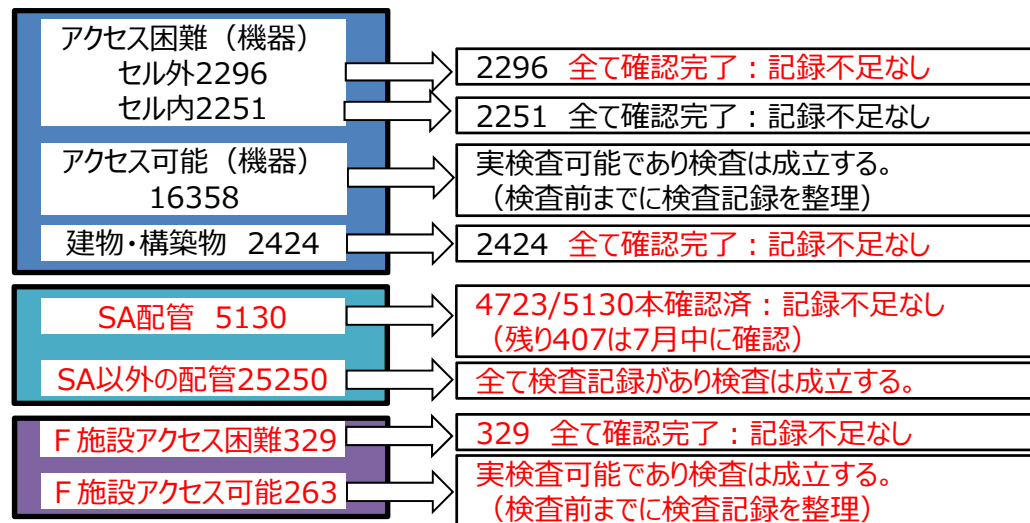 アクセス困難（機器）
セル外2296
セル内2251
2296 全て確認完了：記録不足なし
2251 全て確認完了：記録不足なし
アクセス可能（機器）
16358
実検査可能であり検査は成立する。
（検査前までに検査記録を整理）
建物・構築物 2424
2424 全て確認完了：記録不足なし
SA配管 5130
4723/5130本確認済：記録不足なし
（残り407は7月中に確認）
SA以外の配管25250
全て検査記録があり検査は成立する。
Ｆ施設アクセス困難329
329 全て確認完了：記録不足なし
Ｆ施設アクセス可能263
実検査可能であり検査は成立する。
（検査前までに検査記録を整理）